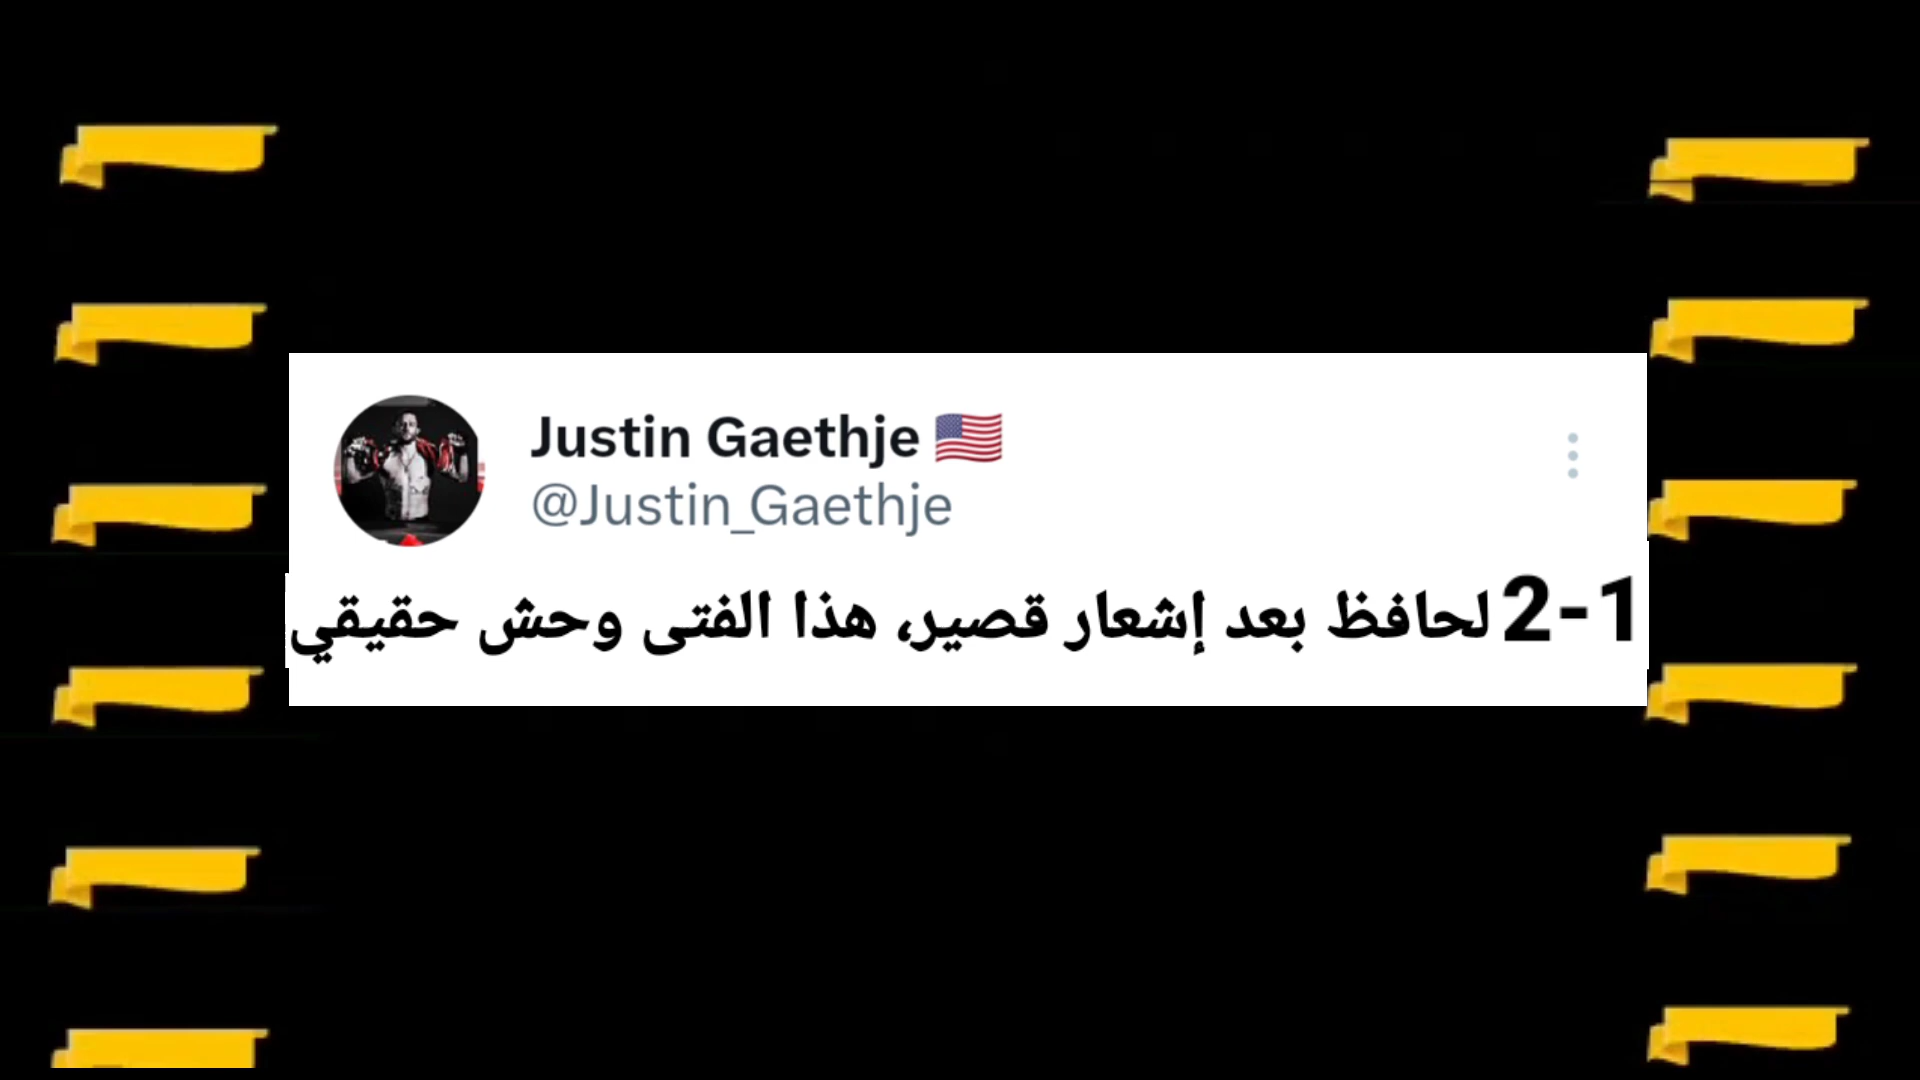 Justin Gaethje 🇺🇸
@Justin_Gaethje
2-1 لحافظ بعد إشعار قصير، هذا الفتى وحش حقيقي